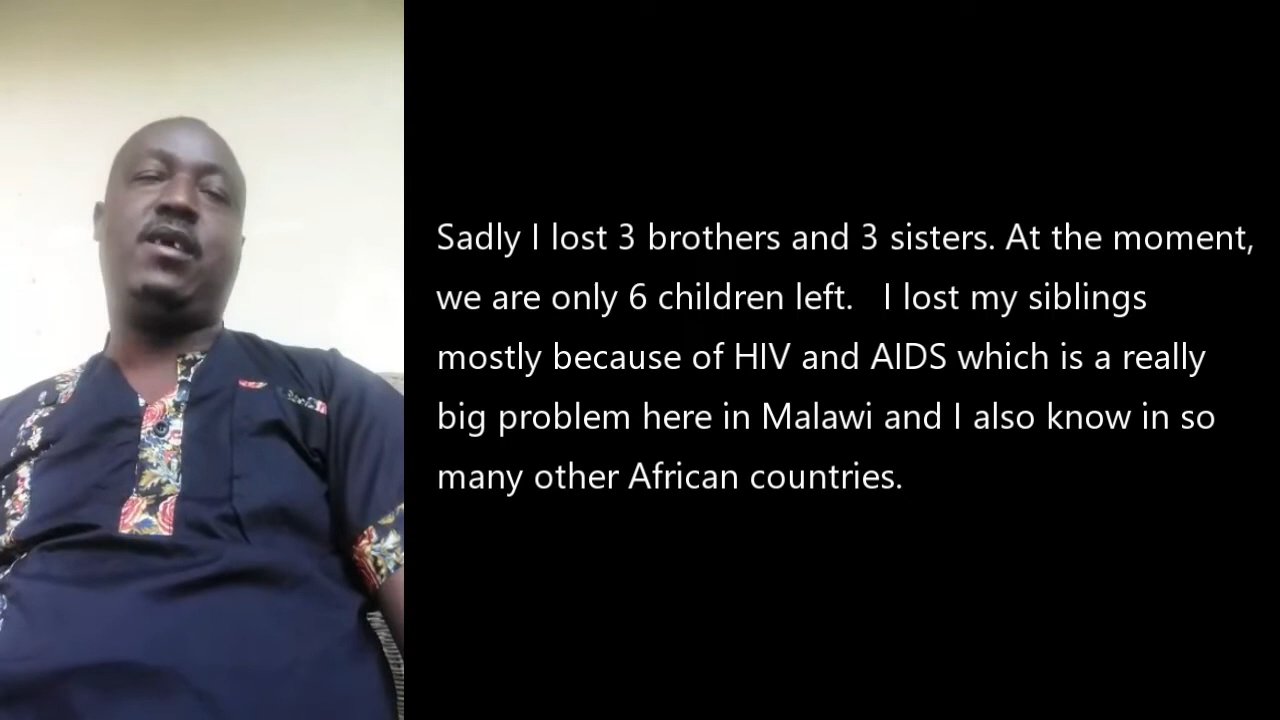 Sadly I lost 3 brothers and 3 sisters. At the moment,
we are only 6 children left.   I lost my siblings
mostly because of HIV and AIDS which is a really
big problem here in Malawi and I also know in so
many other African countries.